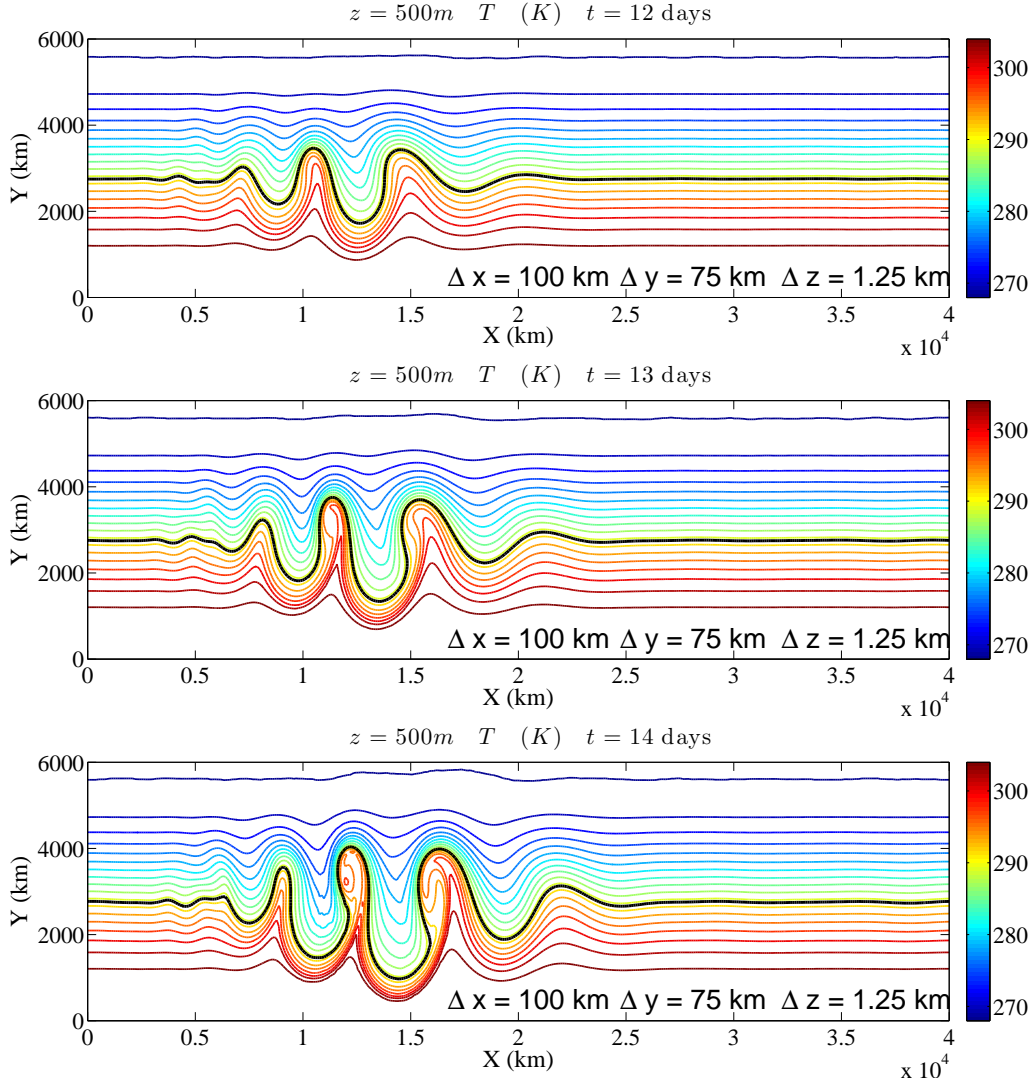 z = 500m T (K) t = 12 days
6000
4000
2000
0
Y (km)
0 0.5 1 1.5 2 2.5 3 3.5 4
X (km)
x 10^4
Δ x = 100 km Δ y = 75 km Δ z = 1.25 km
300
290
280
270
z = 500m T (K) t = 13 days
6000
4000
2000
0
Y (km)
0 0.5 1 1.5 2 2.5 3 3.5 4
X (km)
x 10^4
Δ x = 100 km Δ y = 75 km Δ z = 1.25 km
300
290
280
270
z = 500m T (K) t = 14 days
6000
4000
2000
0
Y (km)
0 0.5 1 1.5 2 2.5 3 3.5 4
X (km)
x 10^4
Δ x = 100 km Δ y = 75 km Δ z = 1.25 km
300
290
280
270